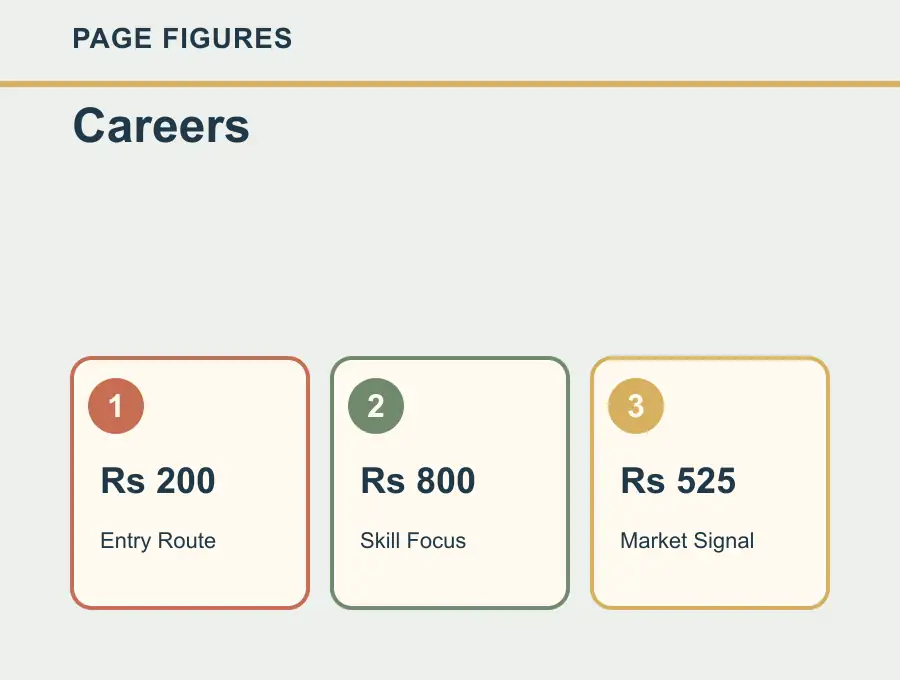 PAGE FIGURES
Careers
1
Rs 200
Entry Route
2
Rs 800
Skill Focus
3
Rs 525
Market Signal